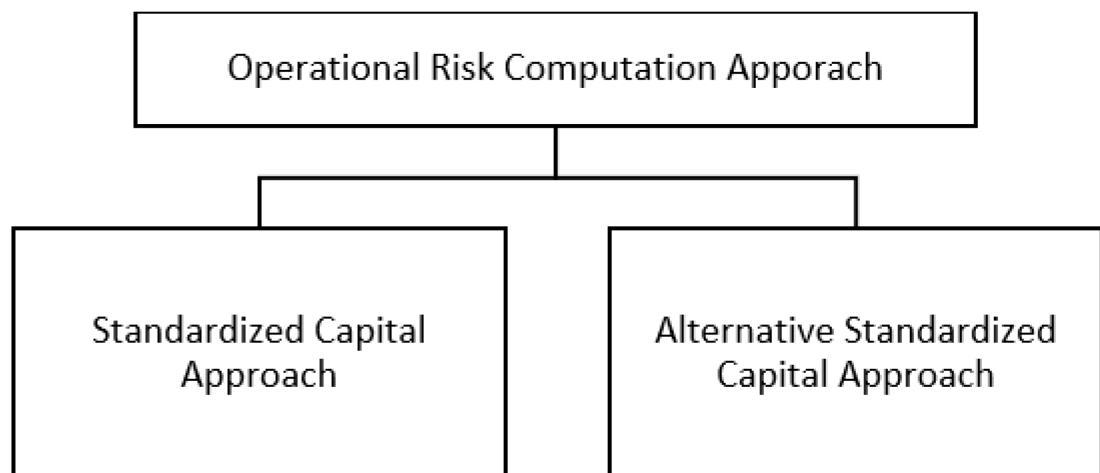 Operational Risk Computation Apporach
Standardized Capital
Approach
Alternative Standardized
Capital Approach